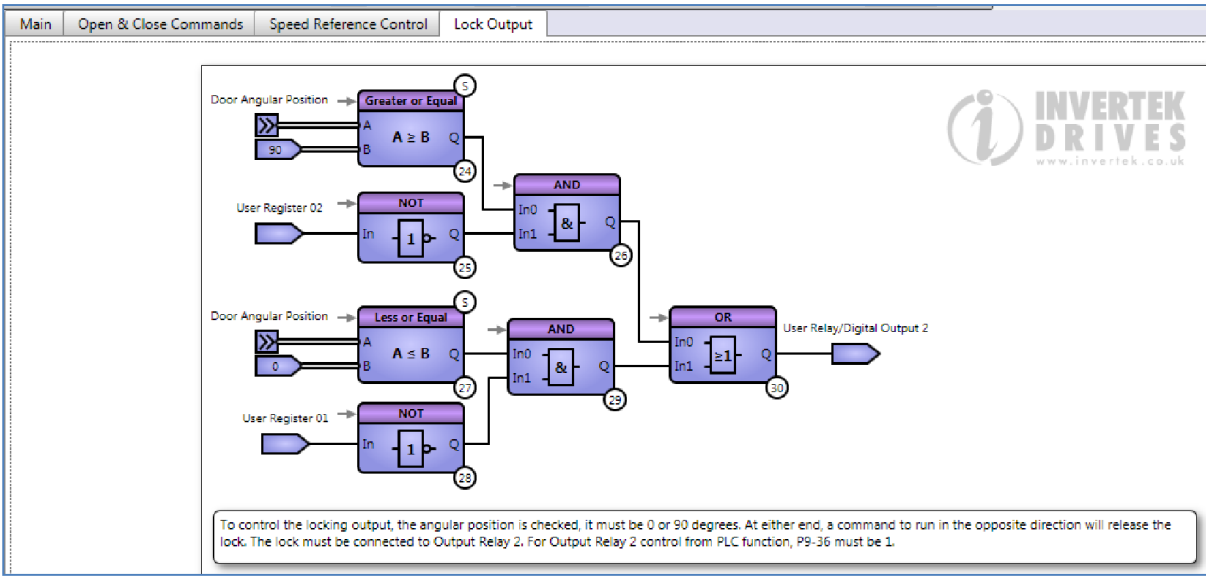 Main Open & Close Commands Speed Reference Control Lock Output
INVERTEK
DRIVES
www.invertek.co.uk
S
Door Angular Position Greater or Equal
A
A ≥ B Q
90 B
24
User Register 02 NOT
In 1 Q
25
AND
In0
& Q
In1
26
S
Door Angular Position Less or Equal
A
A ≤ B Q
0 B
27
User Register 01 NOT
In 1 Q
28
AND
In0
& Q
In1
29
OR
In0
≥1 Q
In1
30
User Relay/Digital Output 2
To control the locking output, the angular position is checked, it must be 0 or 90 degrees. At either end, a command to run in the opposite direction will release the
lock. The lock must be connected to Output Relay 2. For Output Relay 2 control from PLC function, P9-36 must be 1.